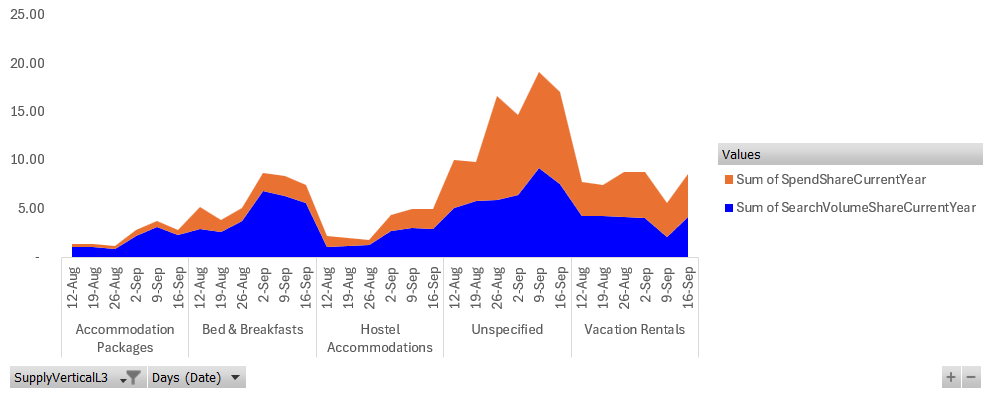 25.00
20.00
15.00
10.00
5.00
-
12-Aug
19-Aug
26-Aug
2-Sep
9-Sep
16-Sep
12-Aug
19-Aug
26-Aug
2-Sep
9-Sep
16-Sep
12-Aug
19-Aug
26-Aug
2-Sep
9-Sep
16-Sep
12-Aug
19-Aug
26-Aug
2-Sep
9-Sep
16-Sep
12-Aug
19-Aug
26-Aug
2-Sep
9-Sep
16-Sep
Accommodation
Packages
Bed & Breakfasts
Hostel
Accommodations
Unspecified
Vacation Rentals
Values
Sum of SpendShareCurrentYear
Sum of SearchVolumeShareCurrentYear
SupplyVerticalL3
Days (Date)
+ −